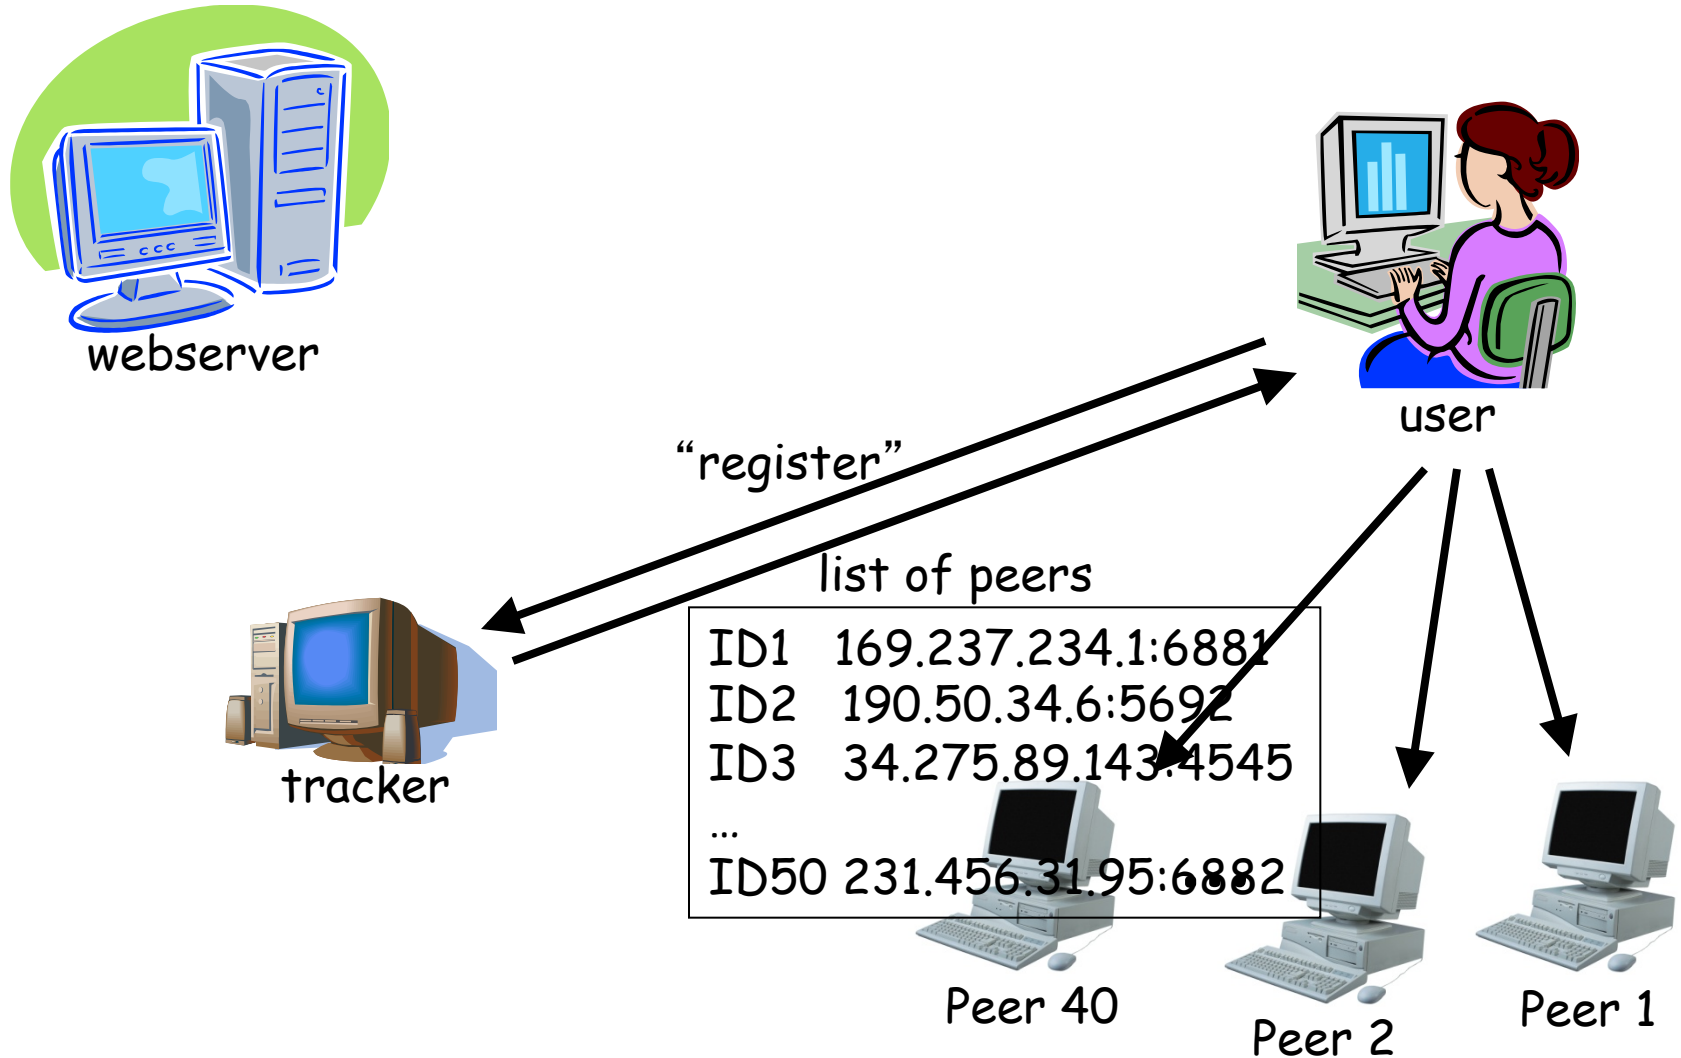 webserver
user
“register”
list of peers
ID1 169.237.234.1:6881
ID2 190.50.34.6:5692
ID3 34.275.89.143:4545
…
ID50 231.456.31.95:6882
...
tracker
Peer 40
Peer 2
Peer 1